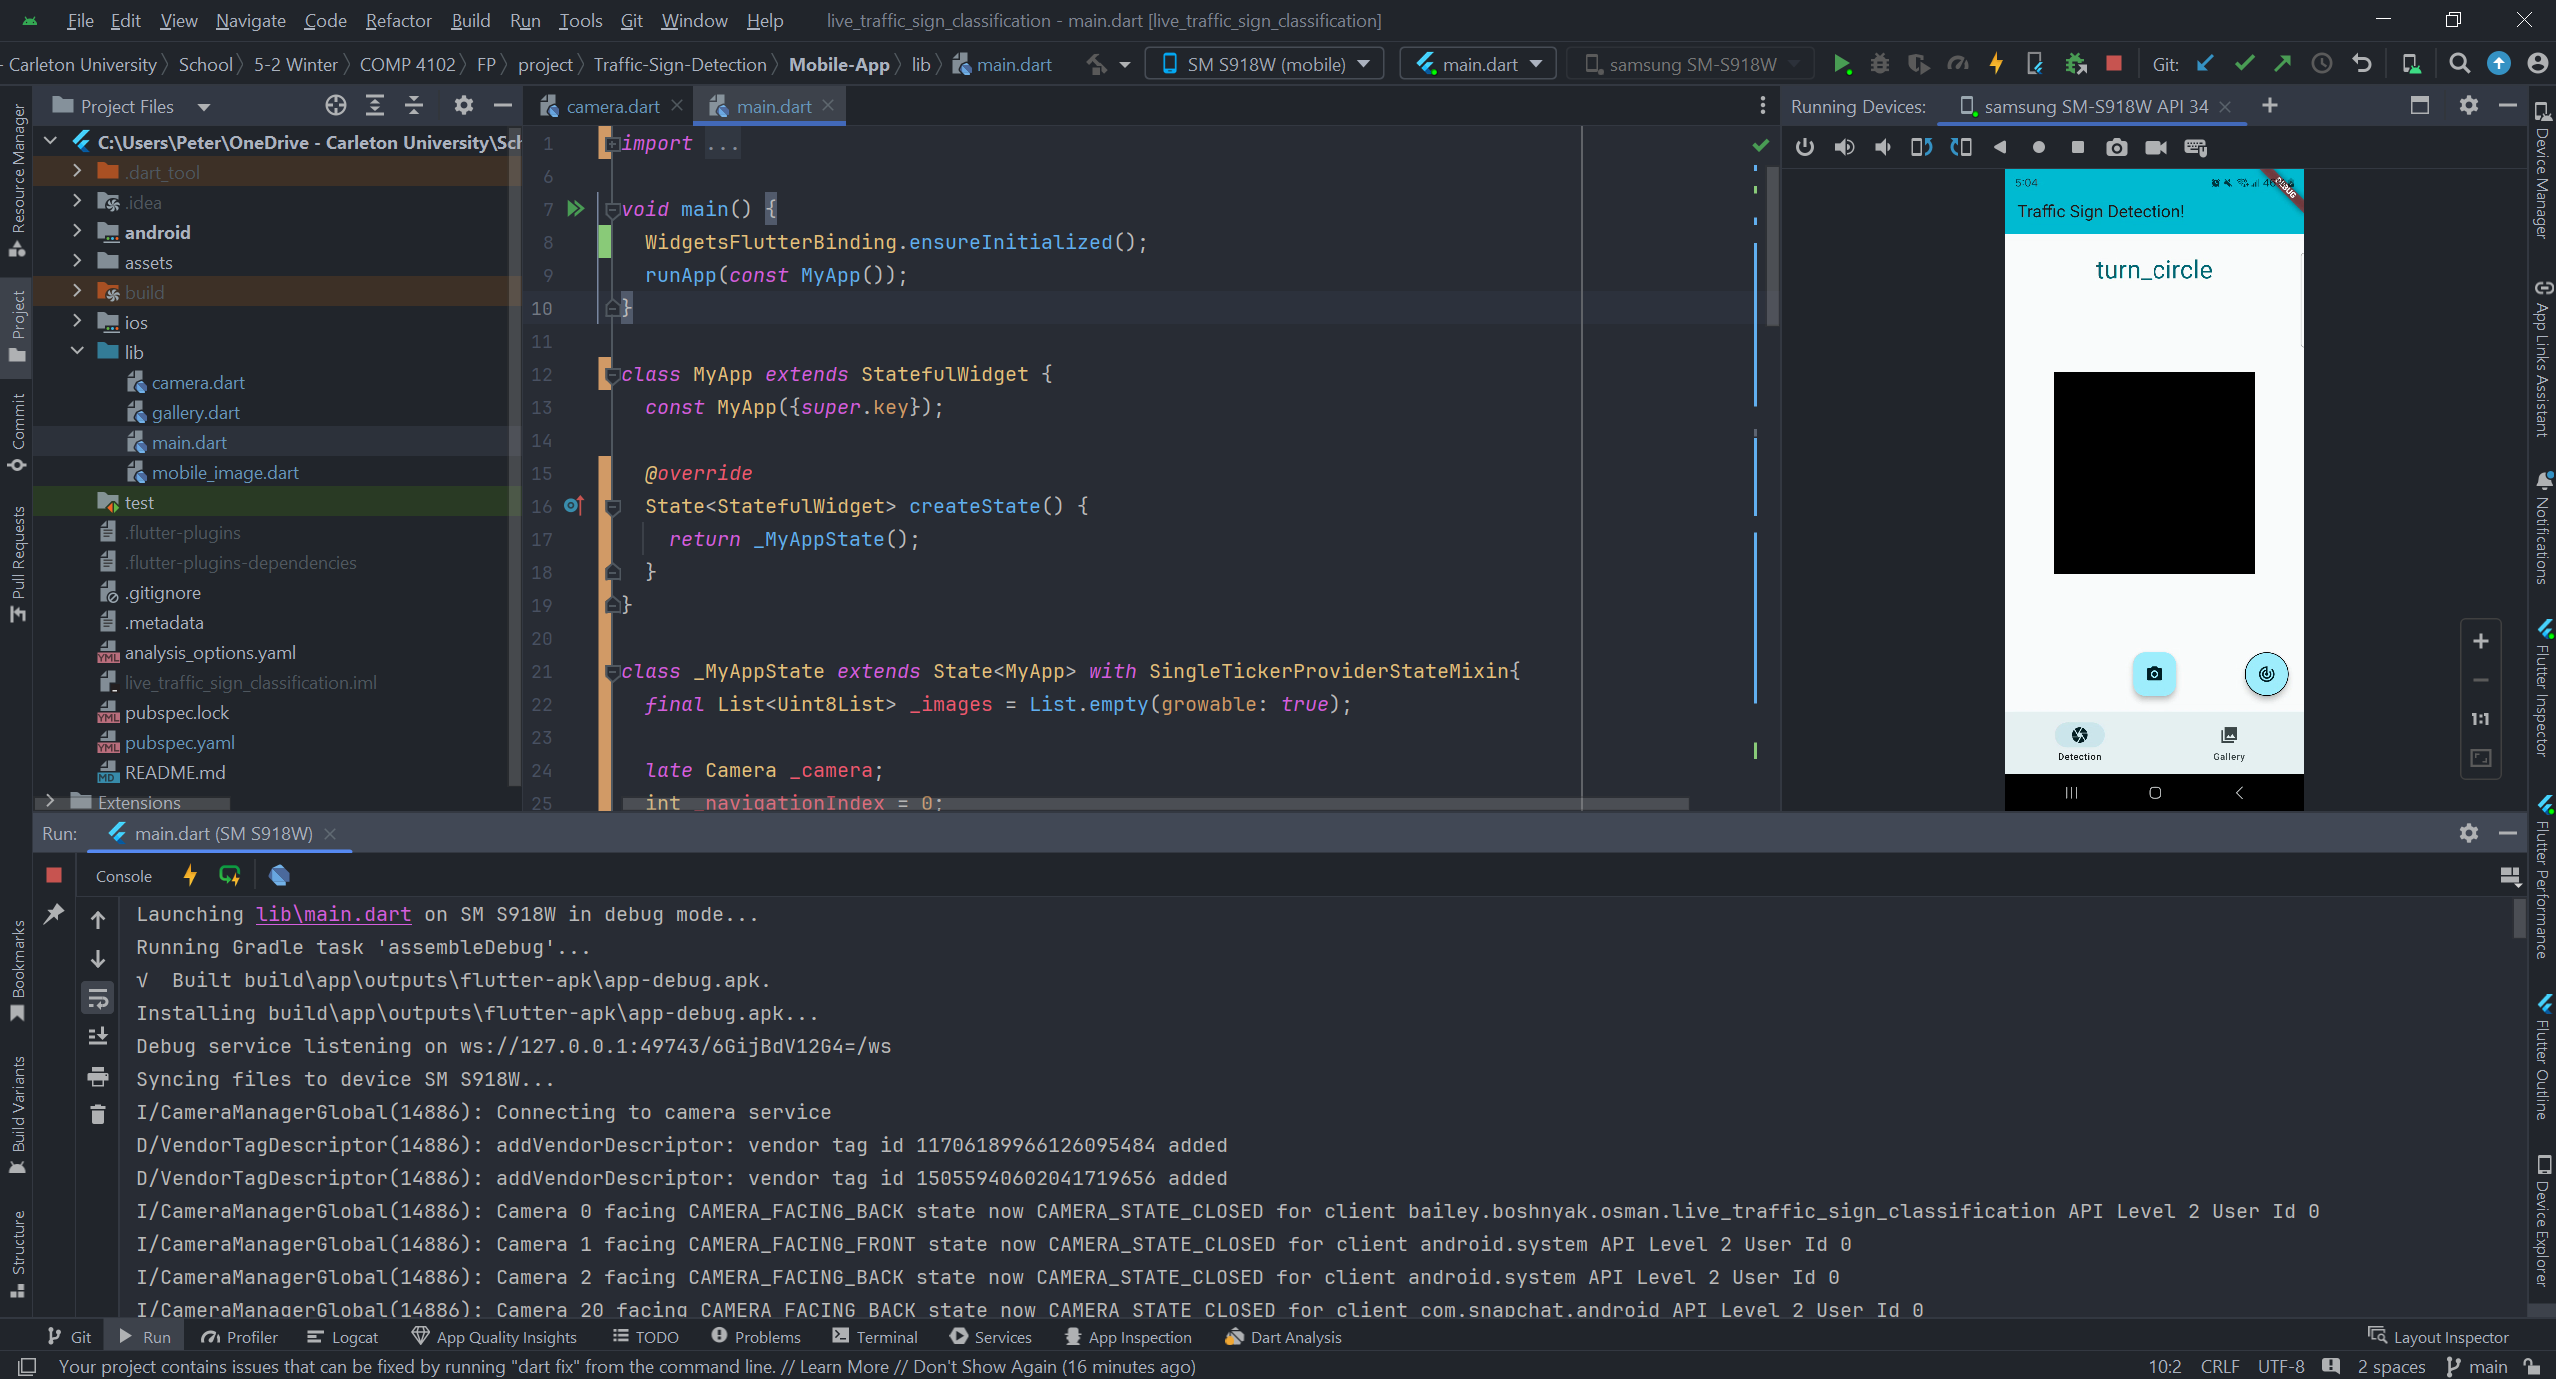 File Edit View Navigate Code Refactor Build Run Tools Git Window Help live_traffic_sign_classification - main.dart [live_traffic_sign_classification]
- Carleton University School 5-2 Winter COMP 4102 FP project Traffic-Sign-Detection Mobile-App lib main.dart SM S918W (mobile) main.dart samsung SM-S918W Git:
Resource Manager
Project
Commit
Pull Requests
Bookmarks
Build Variants
Structure
Project Files
C:\Users\Peter\OneDrive - Carleton University\Sch
.dart_tool
.idea
android
assets
build
ios
lib
camera.dart
gallery.dart
main.dart
mobile_image.dart
test
.flutter-plugins
.flutter-plugins-dependencies
.gitignore
.metadata
analysis_options.yaml
live_traffic_sign_classification.iml
pubspec.lock
pubspec.yaml
README.md
Extensions
camera.dart main.dart
1 import ...
6
7 void main() {
8 WidgetsFlutterBinding.ensureInitialized();
9 runApp(const MyApp());
10 }
11
12 class MyApp extends StatefulWidget {
13 const MyApp({super.key});
14
15 @override
16 State<StatefulWidget> createState() {
17 return _MyAppState();
18 }
19 }
20
21 class _MyAppState extends State<MyApp> with SingleTickerProviderStateMixin{
22 final List<Uint8List> _images = List.empty(growable: true);
23
24 late Camera _camera;
25 int _navigationIndex = 0;
Running Devices: samsung SM-S918W API 34
5:04
DEBUG
Traffic Sign Detection!
turn_circle
Detection Gallery
1:1
Device Manager
App Links Assistant
Notifications
Flutter Inspector
Flutter Performance
Flutter Outline
Device Explorer
Run: main.dart (SM S918W)
Console
Launching lib\main.dart on SM S918W in debug mode...
Running Gradle task 'assembleDebug'...
√ Built build\app\outputs\flutter-apk\app-debug.apk.
Installing build\app\outputs\flutter-apk\app-debug.apk...
Debug service listening on ws://127.0.0.1:49743/6GijBdV12G4=/ws
Syncing files to device SM S918W...
I/CameraManagerGlobal(14886): Connecting to camera service
D/VendorTagDescriptor(14886): addVendorDescriptor: vendor tag id 11706189966126095484 added
D/VendorTagDescriptor(14886): addVendorDescriptor: vendor tag id 15055940602041719656 added
I/CameraManagerGlobal(14886): Camera 0 facing CAMERA_FACING_BACK state now CAMERA_STATE_CLOSED for client bailey.boshnyak.osman.live_traffic_sign_classification API Level 2 User Id 0
I/CameraManagerGlobal(14886): Camera 1 facing CAMERA_FACING_FRONT state now CAMERA_STATE_CLOSED for client android.system API Level 2 User Id 0
I/CameraManagerGlobal(14886): Camera 2 facing CAMERA_FACING_BACK state now CAMERA_STATE_CLOSED for client android.system API Level 2 User Id 0
I/CameraManagerGlobal(14886): Camera 20 facing CAMERA_FACING_BACK state now CAMERA_STATE_CLOSED for client com.snapchat.android API Level 2 User Id 0
Git Run Profiler Logcat App Quality Insights TODO Problems Terminal Services App Inspection Dart Analysis Layout Inspector
Your project contains issues that can be fixed by running "dart fix" from the command line. // Learn More // Don't Show Again (16 minutes ago) 10:2 CRLF UTF-8 2 spaces main